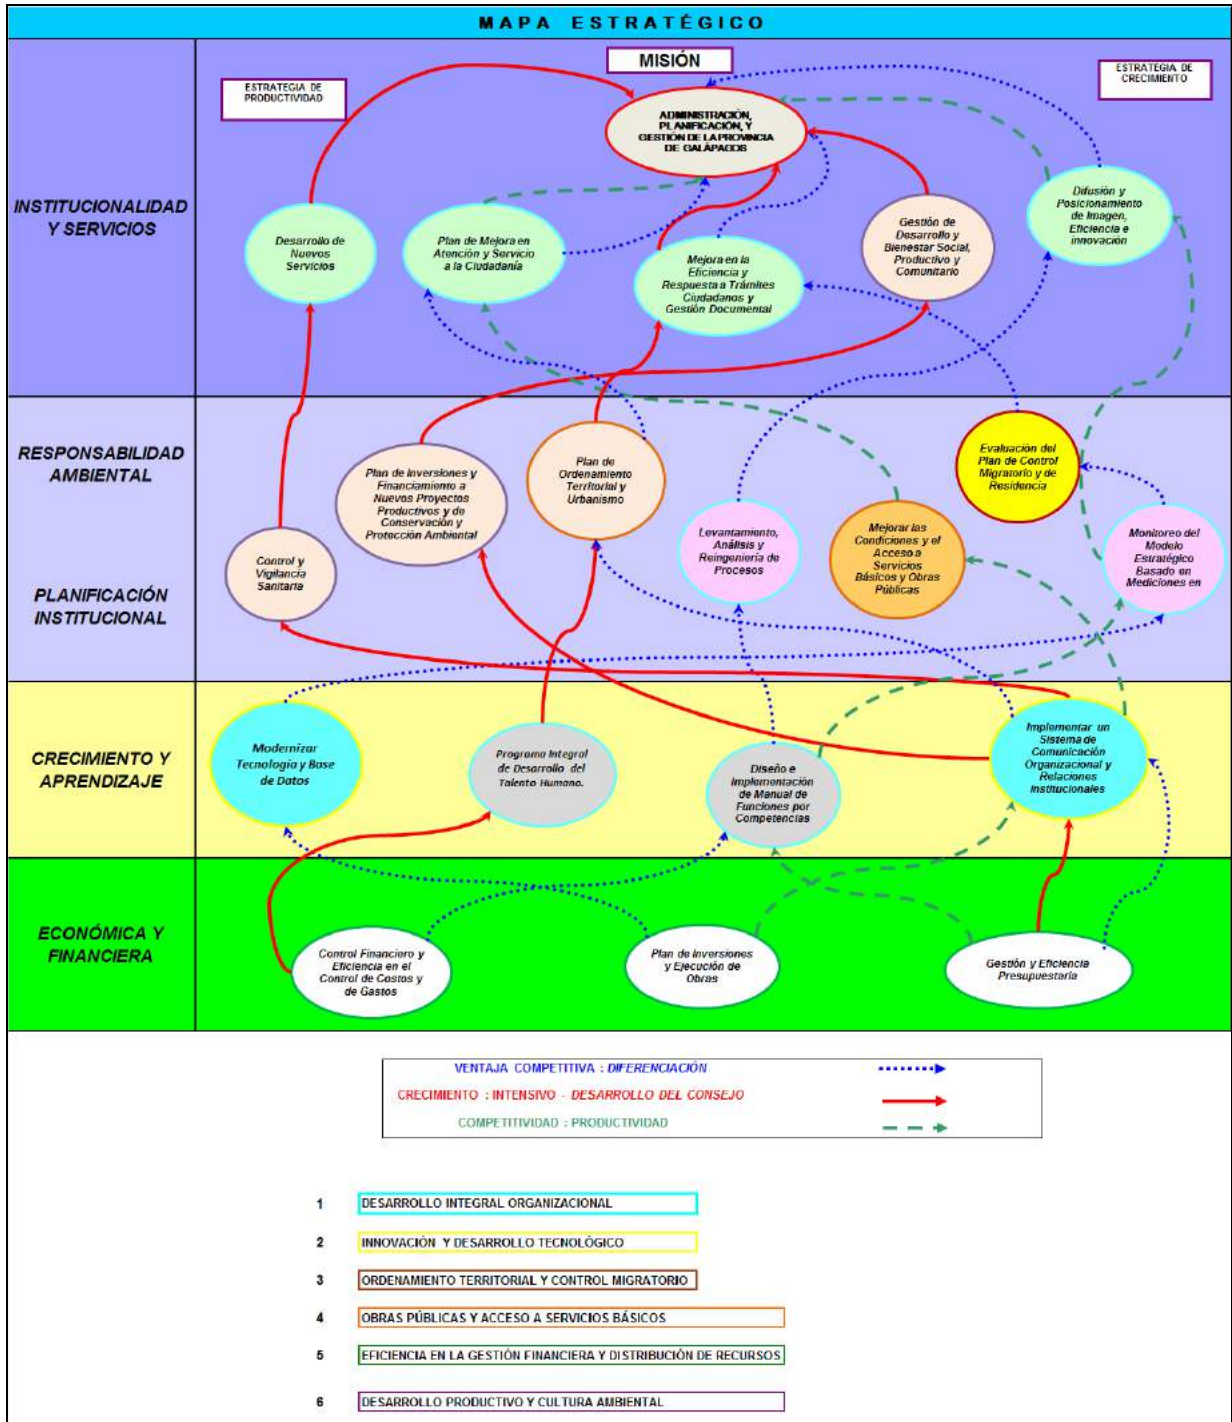 MAPA ESTRATÉGICO
MISIÓN
ESTRATEGIA DE
PRODUCTIVIDAD
ESTRATEGIA DE
CRECIMIENTO
ADMINISTRACIÓN,
PLANIFICACIÓN, Y
GESTIÓN DE LA PROVINCIA
DE GALÁPAGOS
INSTITUCIONALIDAD
Y SERVICIOS
Desarrollo de
Nuevos
Servicios
Plan de Mejora en
Atención y Servicio
a la Ciudadanía
Mejora en la
Eficiencia y
Respuesta a Trámites
Ciudadanos y
Gestión Documental
Gestión de
Desarrollo y
Bienestar Social,
Productivo y
Comunitario
Difusión y
Posicionamiento
de Imagen,
Eficiencia e
innovación
RESPONSABILIDAD
AMBIENTAL
PLANIFICACIÓN
INSTITUCIONAL
Control y
Vigilancia
Sanitaria
Plan de Inversiones y
Financiamiento a
Nuevos Proyectos
Productivos y de
Conservación y
Protección Ambiental
Plan de
Ordenamiento
Territorial y
Urbanismo
Levantamiento,
Análisis y
Reingeniería de
Procesos
Mejorar las
Condiciones y el
Acceso a
Servicios
Básicos y Obras
Públicas
Evaluación del
Plan de Control
Migratorio y de
Residencia
Monitoreo del
Modelo
Estratégico
Basado en
Mediciones en
CRECIMIENTO Y
APRENDIZAJE
Modernizar
Tecnología y Base
de Datos
Programa Integral
de Desarrollo del
Talento Humano.
Diseño e
Implementación
de Manual de
Funciones por
Competencias
Implementar un
Sistema de
Comunicación
Organizacional y
Relaciones
Institucionales
ECONÓMICA Y
FINANCIERA
Control Financiero y
Eficiencia en el
Control de Costos y
de Gastos
Plan de Inversiones
y Ejecución de
Obras
Gestión y Eficiencia
Presupuestaria
VENTAJA COMPETITIVA : DIFERENCIACIÓN
CRECIMIENTO : INTENSIVO - DESARROLLO DEL CONSEJO
COMPETITIVIDAD : PRODUCTIVIDAD
1 DESARROLLO INTEGRAL ORGANIZACIONAL
2 INNOVACIÓN Y DESARROLLO TECNOLÓGICO
3 ORDENAMIENTO TERRITORIAL Y CONTROL MIGRATORIO
4 OBRAS PÚBLICAS Y ACCESO A SERVICIOS BÁSICOS
5 EFICIENCIA EN LA GESTIÓN FINANCIERA Y DISTRIBUCIÓN DE RECURSOS
6 DESARROLLO PRODUCTIVO Y CULTURA AMBIENTAL